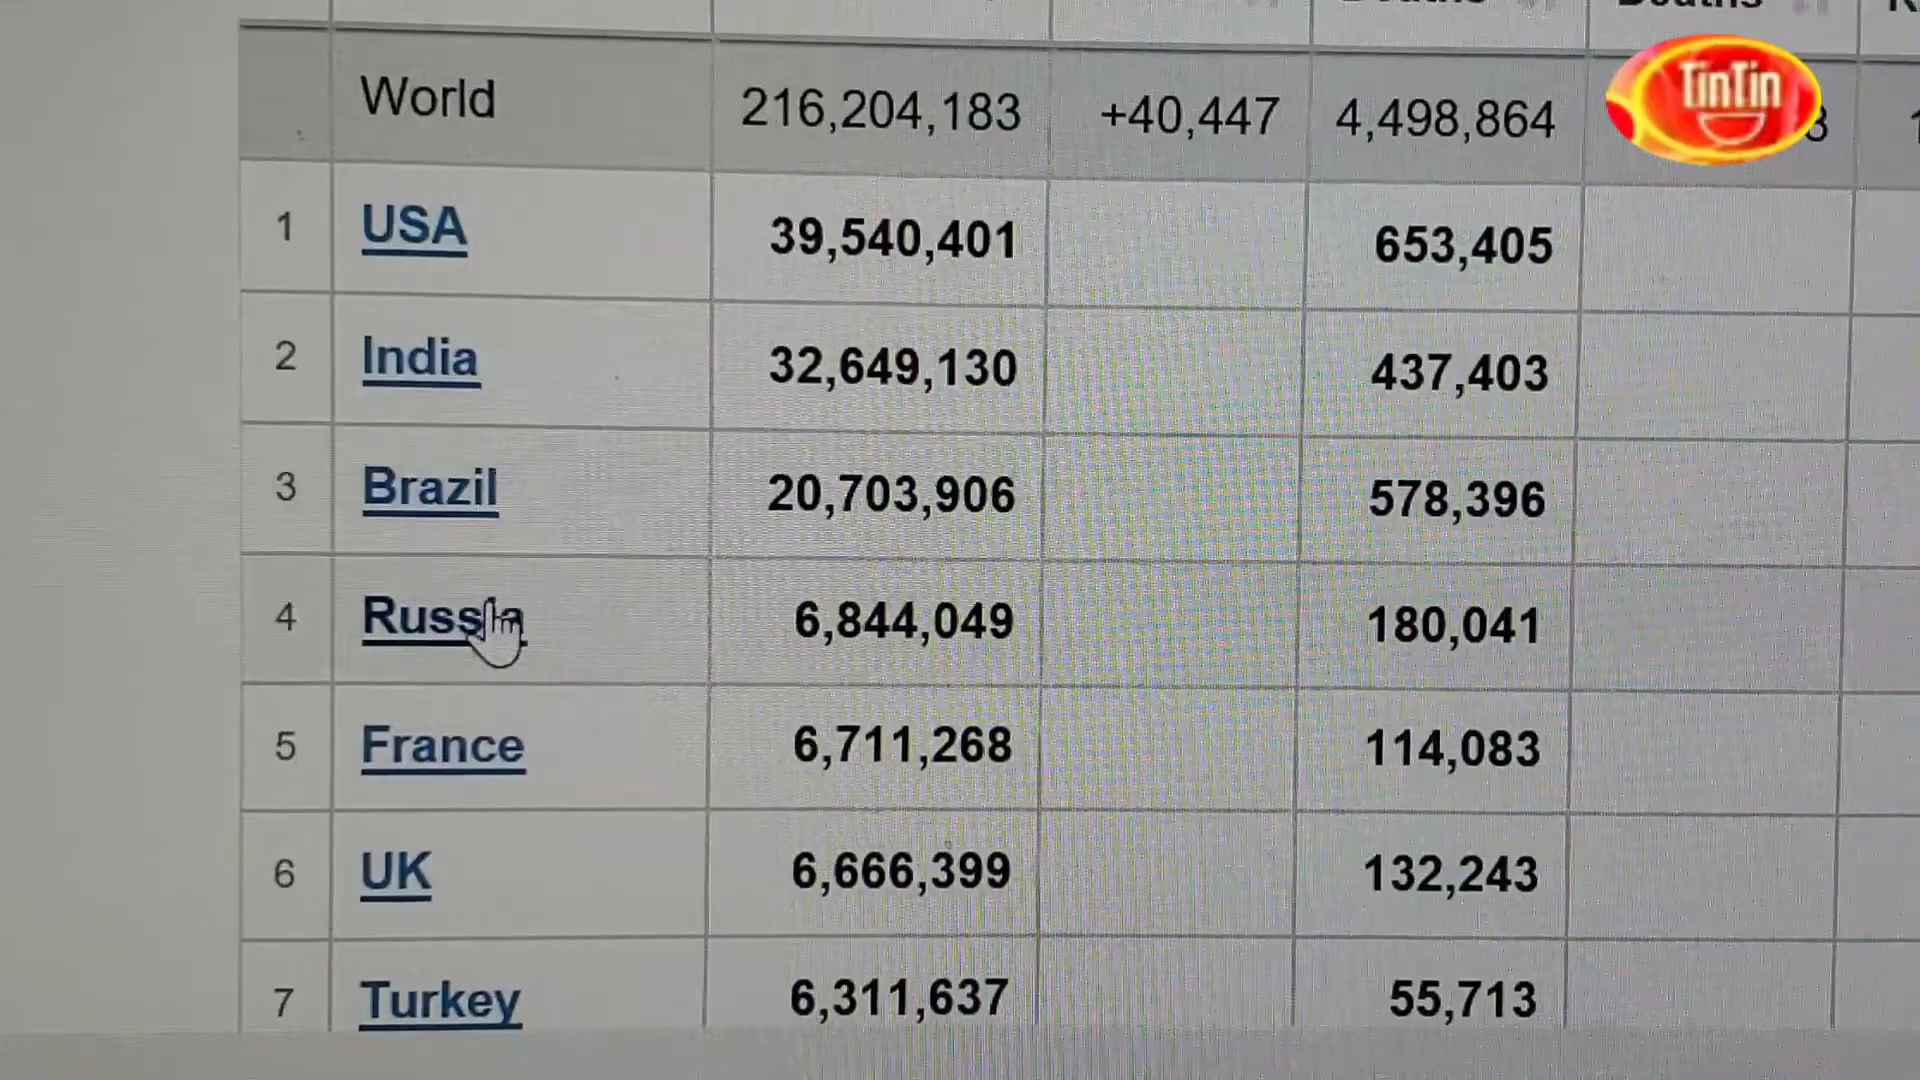 World 216,204,183 +40,447 4,498,864
TinTin
1 USA 39,540,401 653,405
2 India 32,649,130 437,403
3 Brazil 20,703,906 578,396
4 Russia 6,844,049 180,041
5 France 6,711,268 114,083
6 UK 6,666,399 132,243
7 Turkey 6,311,637 55,713